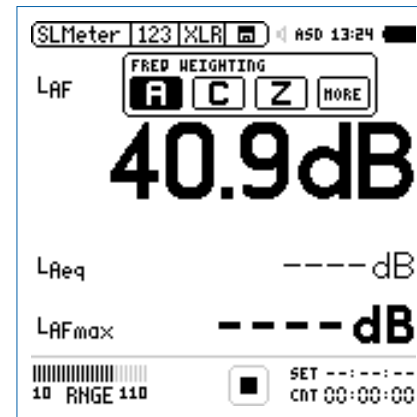 SLMeter 123 XLR ASD 13:24
FREQ WEIGHTING
LAF A C Z MORE
40.9dB
LAeq ----dB
LAFmax ----dB
SET --:--:--
10 RNGE 110 CNT 00:00:00